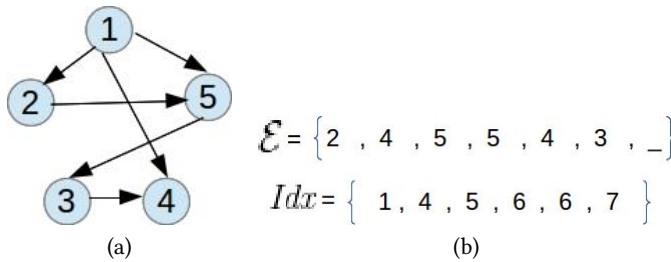 1
2
5
3
4
(a)
ℰ = {2 , 4 , 5 , 5 , 4 , 3 , _}
Idx = { 1 , 4 , 5 , 6 , 6 , 7 }
(b)